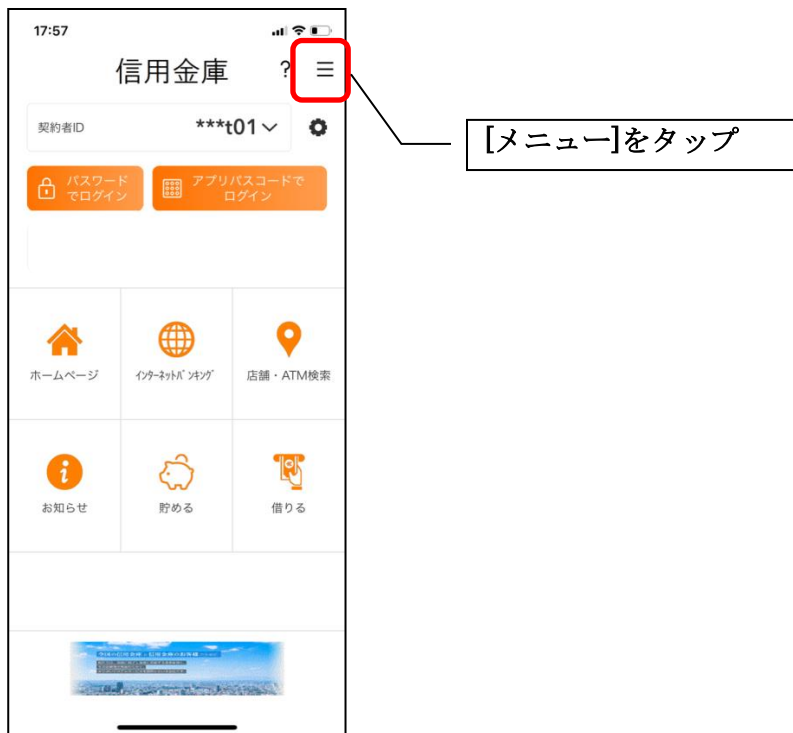 17:57
信用金庫 ?
契約者ID ***t01
パスワード
でログイン
アプリパスコードで
ログイン
[メニュー]をタップ
ホームページ
インターネットバンキング
店舗・ATM検索
お知らせ
貯める
借りる